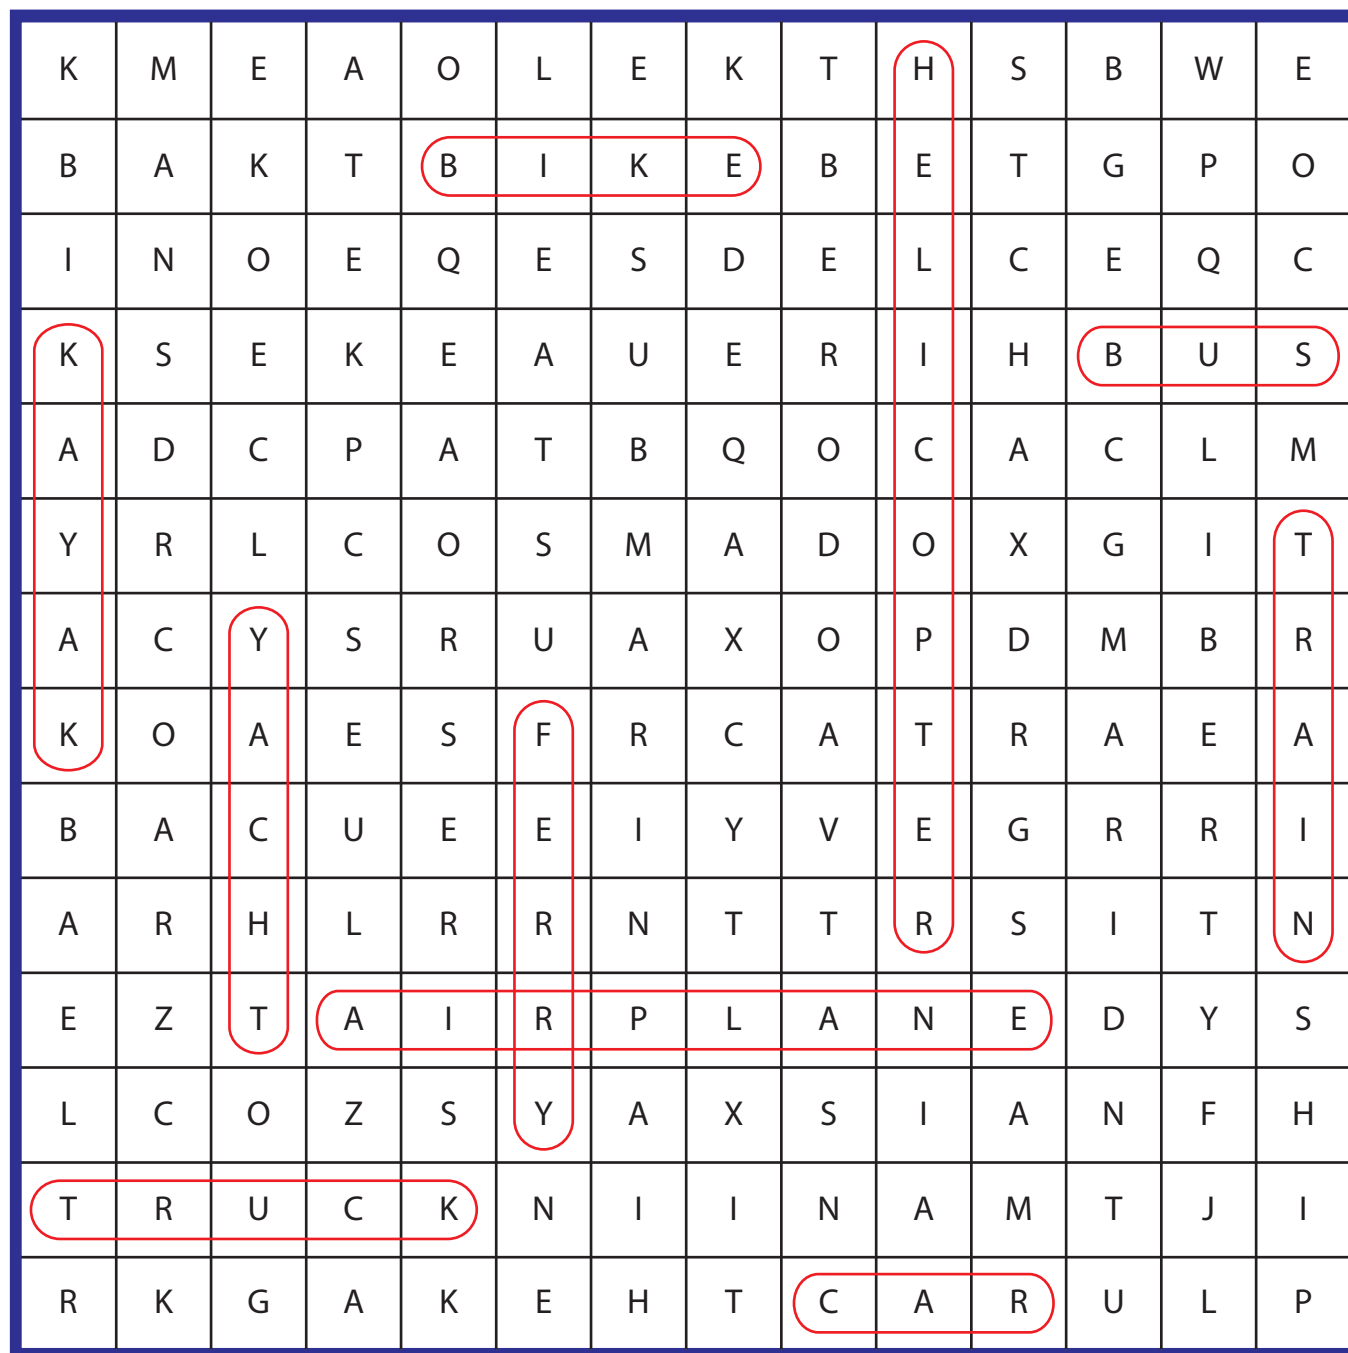 K M E A O L E K T H S B W E
B A K T B I K E B E T G P O
I N O E Q E S D E L C E Q C
K S E K E A U E R I H B U S
A D C P A T B Q O C A C L M
Y R L C O S M A D O X G I T
A C Y S R U A X O P D M B R
K O A E S F R C A T R A E A
B A C U E E I Y V E G R R I
A R H L R R N T T R S I T N
E Z T A I R P L A N E D Y S
L C O Z S Y A X S I A N F H
T R U C K N I I N A M T J I
R K G A K E H T C A R U L P